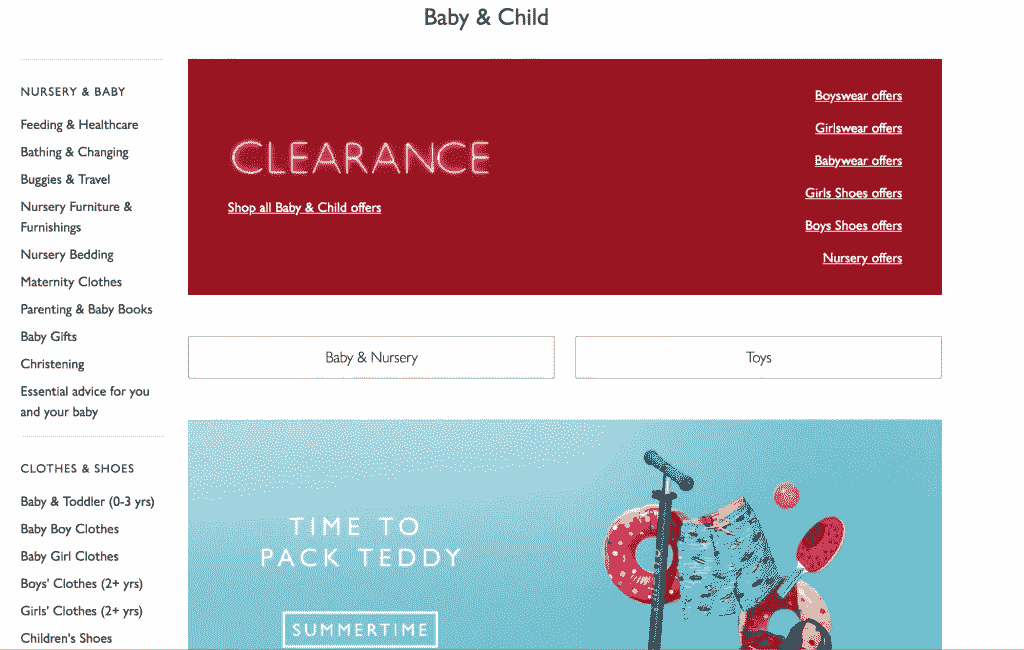 Baby & Child
NURSERY & BABY
Feeding & Healthcare
Bathing & Changing
Buggies & Travel
Nursery Furniture &
Furnishings
Nursery Bedding
Maternity Clothes
Parenting & Baby Books
Baby Gifts
Christening
Essential advice for you
and your baby
CLOTHES & SHOES
Baby & Toddler (0-3 yrs)
Baby Boy Clothes
Baby Girl Clothes
Boys' Clothes (2+ yrs)
Girls' Clothes (2+ yrs)
Children's Shoes
CLEARANCE
Shop all Baby & Child offers
Boyswear offers
Girlswear offers
Babywear offers
Girls Shoes offers
Boys Shoes offers
Nursery offers
Baby & Nursery
Toys
TIME TO
PACK TEDDY
SUMMERTIME